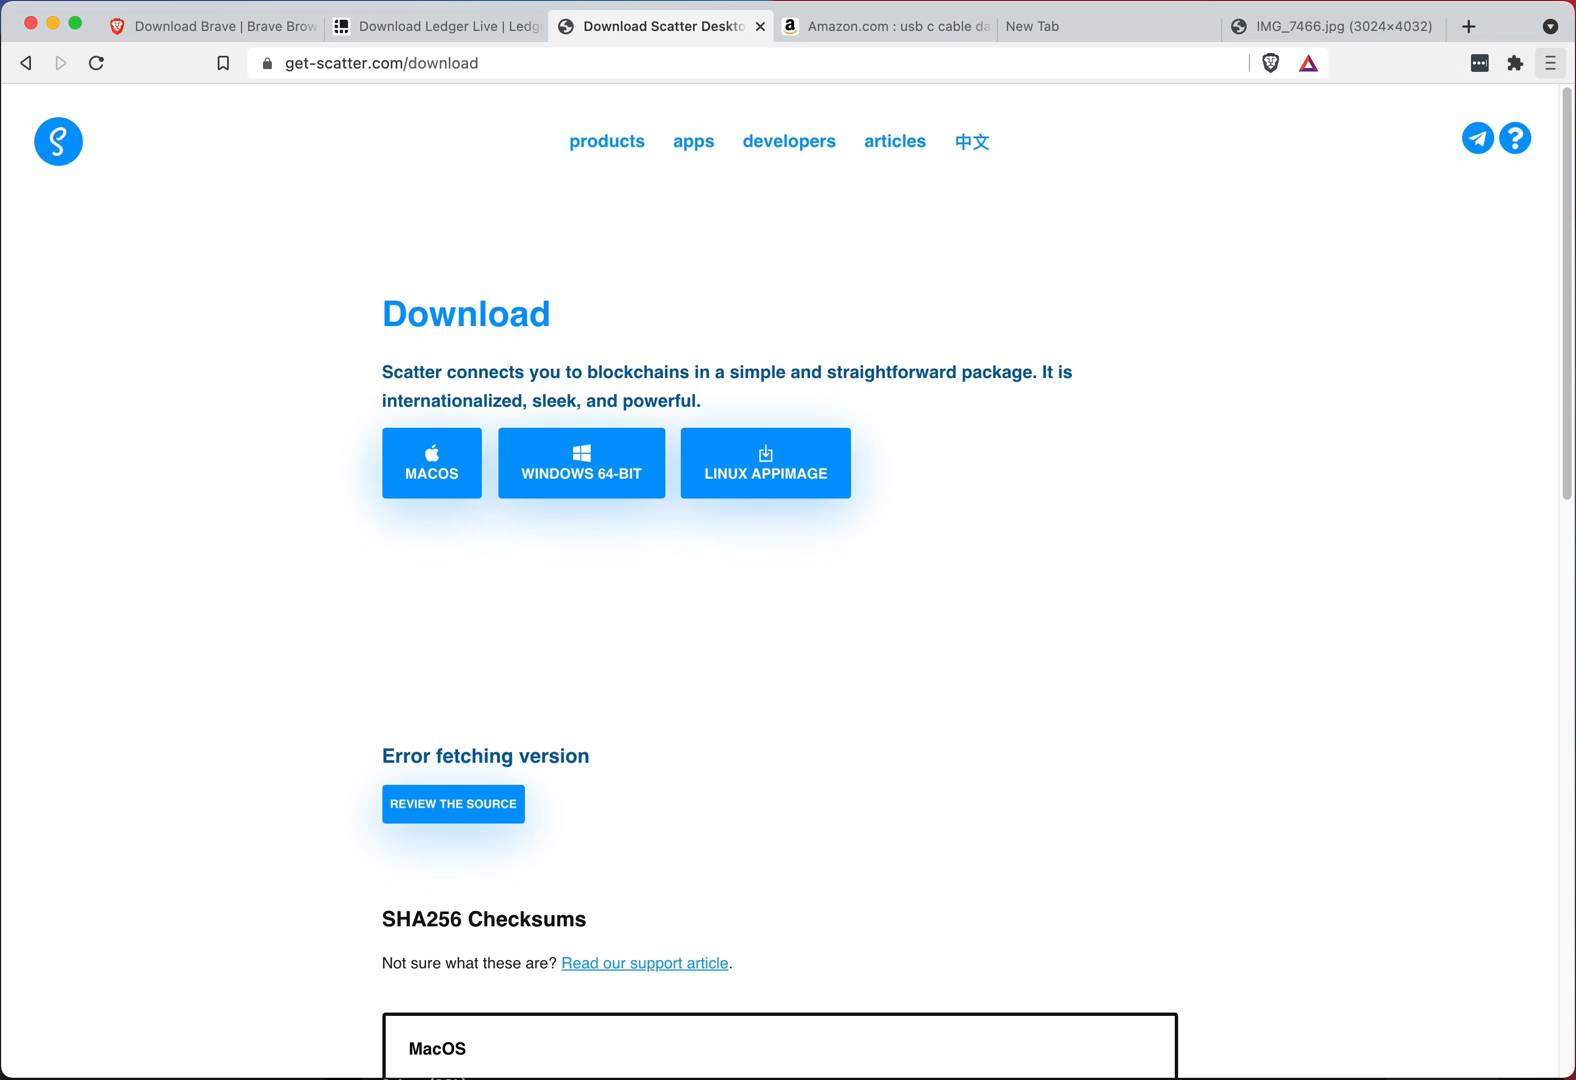 Download Brave | Brave Brow
Download Ledger Live | Ledg
Download Scatter Deskto
Amazon.com : usb c cable da
New Tab
IMG_7466.jpg (3024×4032)
get-scatter.com/download
products
apps
developers
articles
中文
Download
Scatter connects you to blockchains in a simple and straightforward package. It is
internationalized, sleek, and powerful.
MACOS
WINDOWS 64-BIT
LINUX APPIMAGE
Error fetching version
REVIEW THE SOURCE
SHA256 Checksums
Not sure what these are? Read our support article.
MacOS